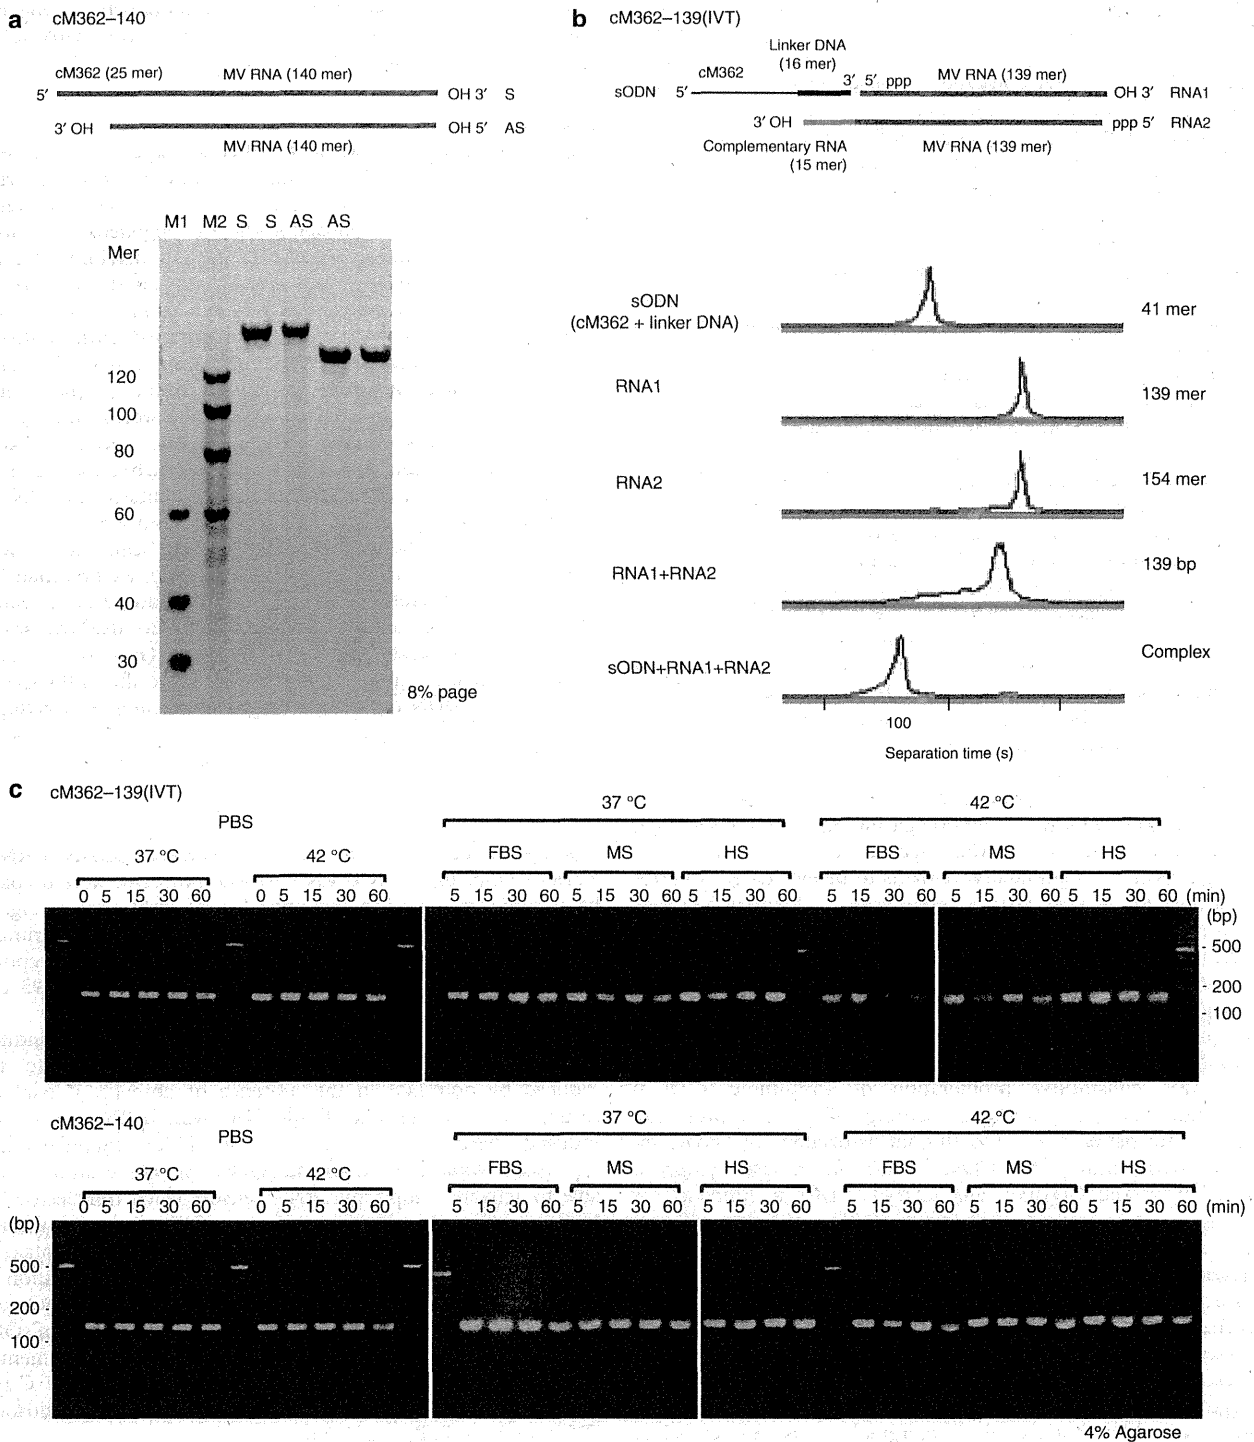 a cM362–140
cM362 (25 mer) MV RNA (140 mer)
5′ OH 3′ S
3′ OH OH 5′ AS
MV RNA (140 mer)
M1 M2 S S AS AS
Mer
120
100
80
60
40
30
8% page
b cM362–139(IVT)
Linker DNA
(16 mer)
cM362 3′ 5′ ppp MV RNA (139 mer)
sODN 5′ OH 3′ RNA1
3′ OH ppp 5′ RNA2
Complementary RNA MV RNA (139 mer)
(15 mer)
sODN
(cM362 + linker DNA) 41 mer
RNA1 139 mer
RNA2 154 mer
RNA1+RNA2 139 bp
sODN+RNA1+RNA2 Complex
100
Separation time (s)
c cM362–139(IVT)
PBS 37 °C 42 °C
37 °C 42 °C FBS MS HS FBS MS HS
0 5 15 30 60 0 5 15 30 60 5 15 30 60 5 15 30 60 5 15 30 60 5 15 30 60 5 15 30 60 5 15 30 60 (min)
(bp)
- 500
- 200
- 100
cM362–140
PBS 37 °C 42 °C
37 °C 42 °C FBS MS HS FBS MS HS
0 5 15 30 60 0 5 15 30 60 5 15 30 60 5 15 30 60 5 15 30 60 5 15 30 60 5 15 30 60 5 15 30 60 (min)
(bp)
500 -
200 -
100 -
4% Agarose